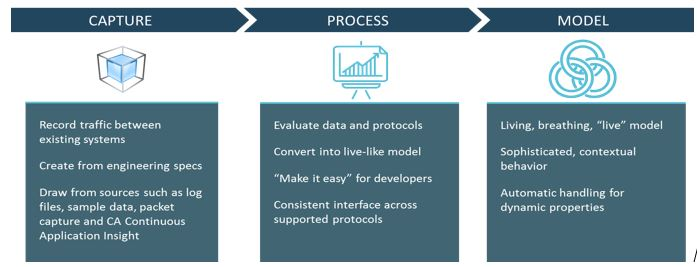 CAPTURE
PROCESS
MODEL
Record traffic between
existing systems
Create from engineering specs
Draw from sources such as log
files, sample data, packet
capture and CA Continuous
Application Insight
Evaluate data and protocols
Convert into live-like model
“Make it easy” for developers
Consistent interface across
supported protocols
Living, breathing, “live” model
Sophisticated, contextual
behavior
Automatic handling for
dynamic properties